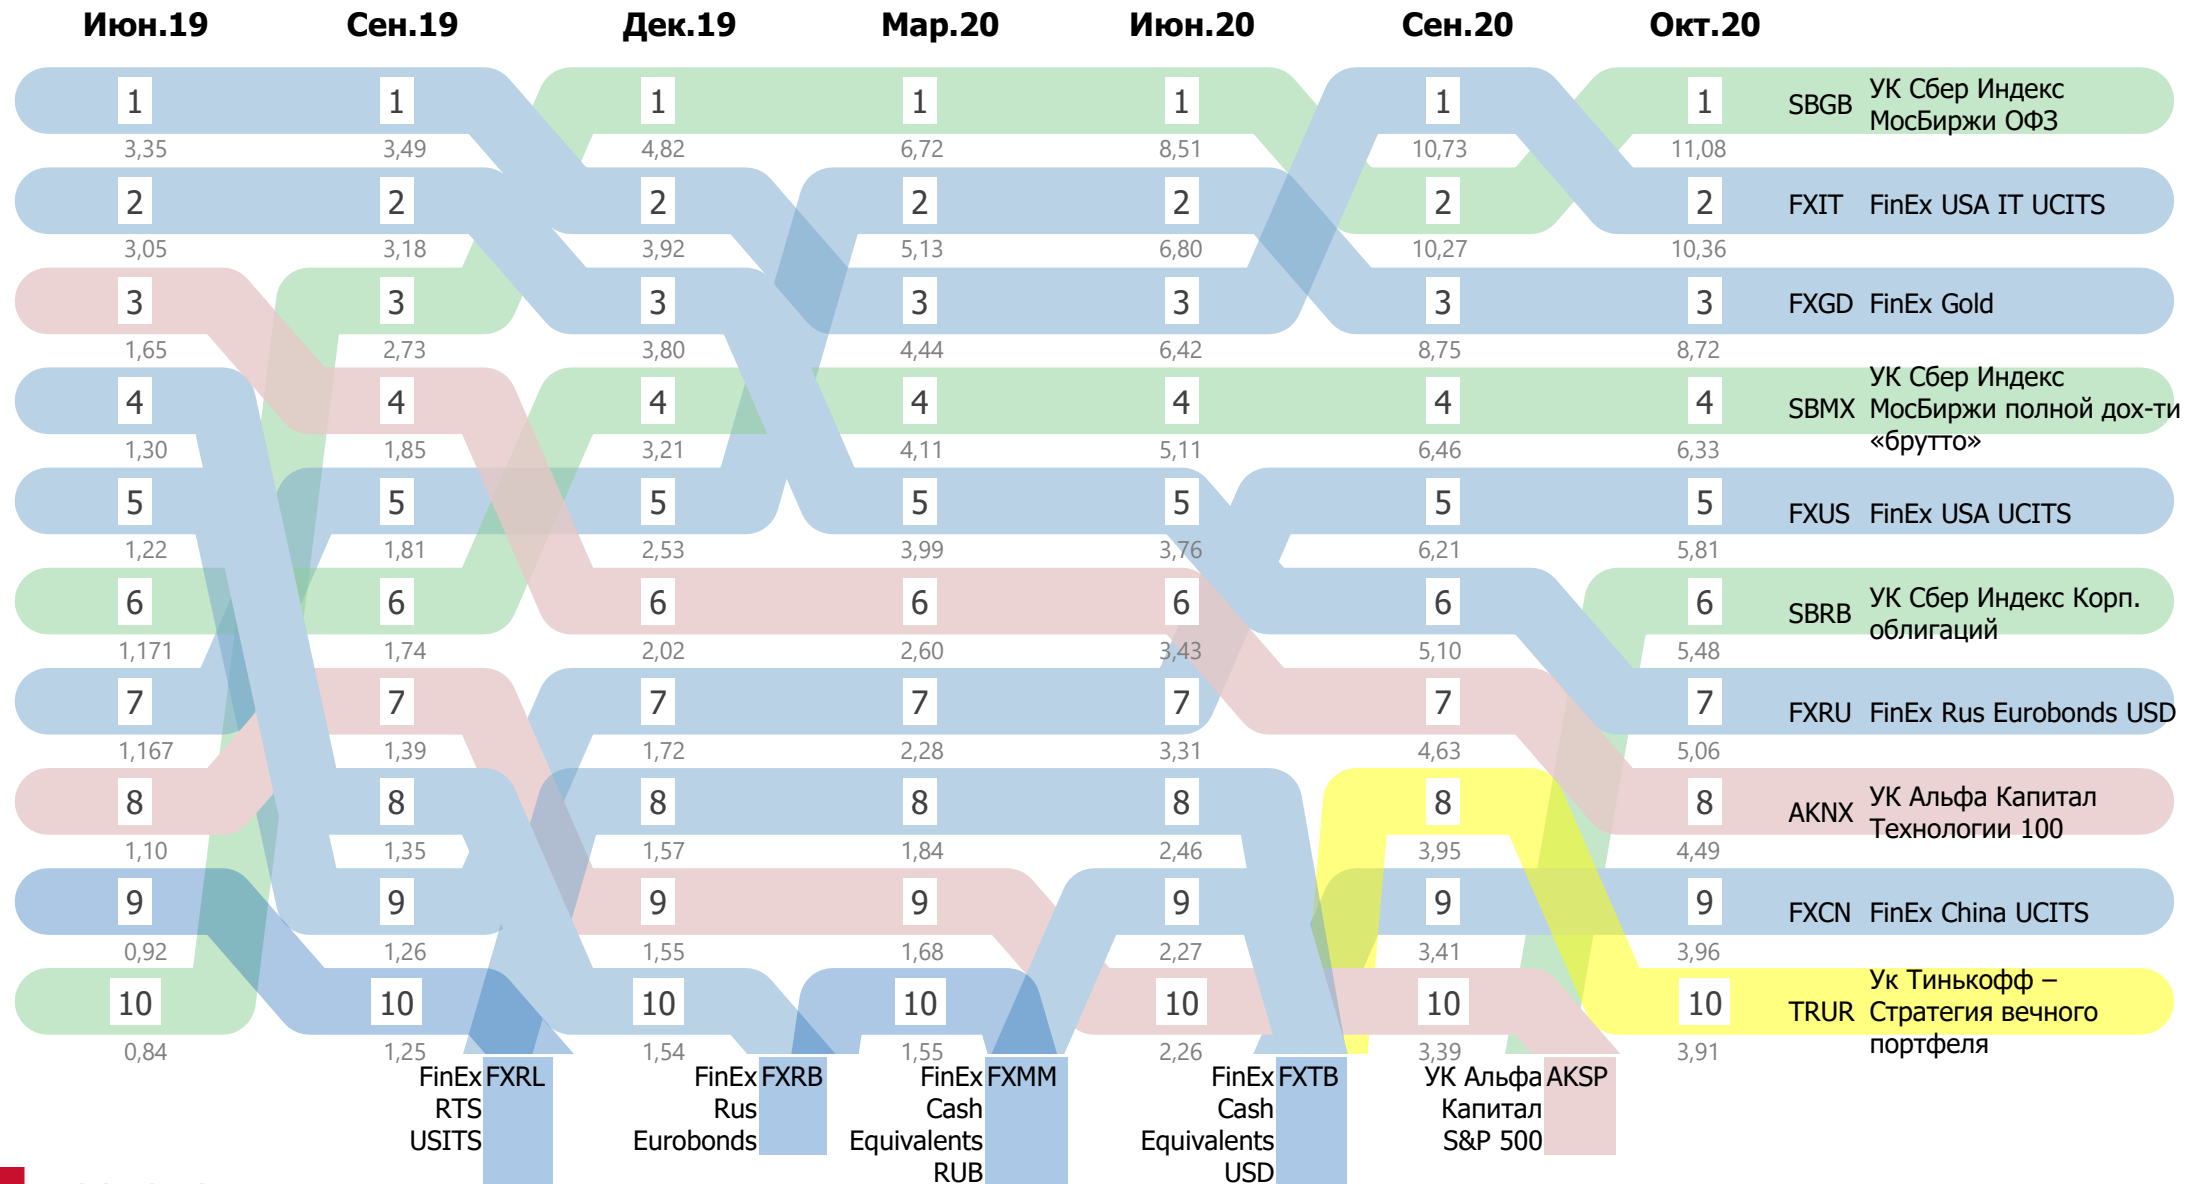 Июн.19 Сен.19 Дек.19 Мар.20 Июн.20 Сен.20 Окт.20
1 1 1 1 1 1 1 SBGB УК Сбер Индекс
МосБиржи ОФЗ
3,35 3,49 4,82 6,72 8,51 10,73 11,08
2 2 2 2 2 2 2 FXIT FinEx USA IT UCITS
3,05 3,18 3,92 5,13 6,80 10,27 10,36
3 3 3 3 3 3 3 FXGD FinEx Gold
1,65 2,73 3,80 4,44 6,42 8,75 8,72
УК Сбер Индекс
4 4 4 4 4 4 4 SBMX МосБиржи полной дох-ти
«брутто»
1,30 1,85 3,21 4,11 5,11 6,46 6,33
5 5 5 5 5 5 5 FXUS FinEx USA UCITS
1,22 1,81 2,53 3,99 3,76 6,21 5,81
6 6 6 6 6 6 6 SBRB УК Сбер Индекс Корп.
облигаций
1,171 1,74 2,02 2,60 3,43 5,10 5,48
7 7 7 7 7 7 7 FXRU FinEx Rus Eurobonds USD
1,167 1,39 1,72 2,28 3,31 4,63 5,06
8 8 8 8 8 8 8 AKNX УК Альфа Капитал
Технологии 100
1,10 1,35 1,57 1,84 2,46 3,95 4,49
9 9 9 9 9 9 9 FXCN FinEx China UCITS
0,92 1,26 1,55 1,68 2,27 3,41 3,96
Ук Тинькофф –
10 10 10 10 10 10 10 TRUR Стратегия вечного
портфеля
0,84 1,25 1,54 1,55 2,26 3,39 3,91
FinEx FXRL
RTS
USITS
FinEx FXRB
Rus
Eurobonds
FinEx FXMM
Cash
Equivalents
RUB
FinEx FXTB
Cash
Equivalents
USD
УК Альфа AKSP
Капитал
S&P 500